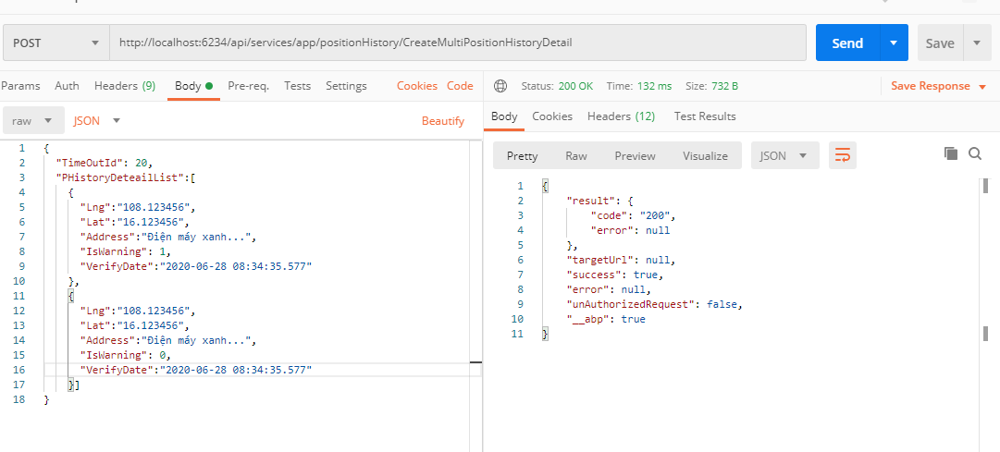 POST http://localhost:6234/api/services/app/positionHistory/CreateMultiPositionHistoryDetail Send Save
Params Auth Headers (9) Body Pre-req. Tests Settings Cookies Code
raw JSON Beautify
1 {
2 "TimeOutId": 20,
3 "PHistoryDeteailList":[
4 {
5 "Lng":"108.123456",
6 "Lat":"16.123456",
7 "Address":"Điện máy xanh...",
8 "IsWarning": 1,
9 "VerifyDate":"2020-06-28 08:34:35.577"
10 },
11 {
12 "Lng":"108.123456",
13 "Lat":"16.123456",
14 "Address":"Điện máy xanh...",
15 "IsWarning": 0,
16 "VerifyDate":"2020-06-28 08:34:35.577"
17 }]
18 }
Status: 200 OK Time: 132 ms Size: 732 B Save Response
Body Cookies Headers (12) Test Results
Pretty Raw Preview Visualize JSON
1 {
2 "result": {
3 "code": "200",
4 "error": null
5 },
6 "targetUrl": null,
7 "success": true,
8 "error": null,
9 "unAuthorizedRequest": false,
10 "__abp": true
11 }